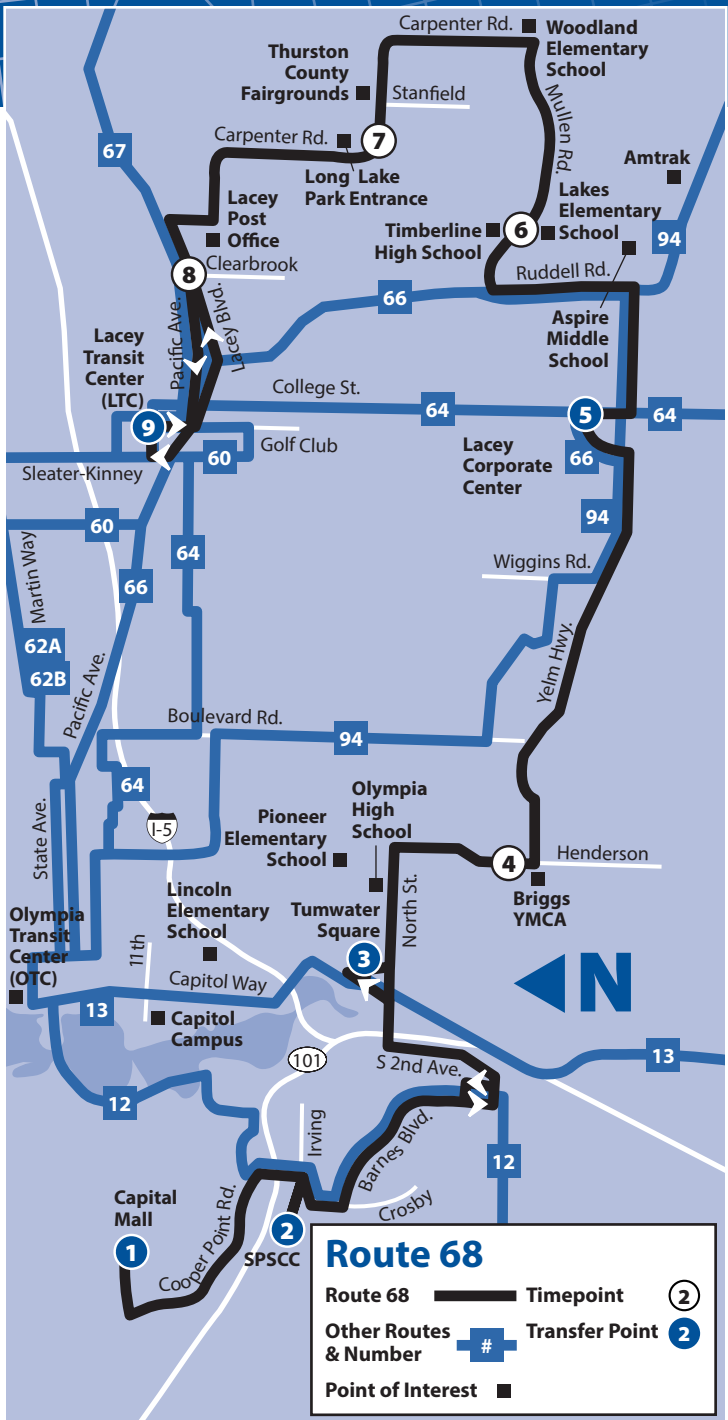 Carpenter Rd.
Woodland
Elementary
School
Thurston
County
Fairgrounds
Stanfield
Mullen Rd.
67
Carpenter Rd.
7
Long Lake
Park Entrance
Amtrak
Lacey
Post
Office
Timberline
High School
6
Lakes
Elementary
School
94
8
Clearbrook
Ruddell Rd.
66
Pacific Ave.
Lacey Blvd.
Aspire
Middle
School
Lacey
Transit
Center
(LTC)
9
College St.
64
5
64
Golf Club
Lacey
Corporate
Center
66
Sleater-Kinney
60
94
60
64
Martin Way
66
Wiggins Rd.
62A
62B
Pacific Ave.
Yelm Hwy.
Boulevard Rd.
94
64
I-5
Olympia
High
School
Pioneer
Elementary
School
State Ave.
4
Henderson
Briggs
YMCA
Lincoln
Elementary
School
North St.
Tumwater
Square
3
Olympia
Transit
Center
(OTC)
11th
Capitol Way
N
13
Capitol
Campus
101
S 2nd Ave.
13
12
Irving
Barnes Blvd.
12
Capital
Mall
1
Cooper Point Rd.
2
SPSCC
Crosby
Route 68
Route 68
Timepoint
2
Other Routes
& Number
#
Transfer Point
2
Point of Interest